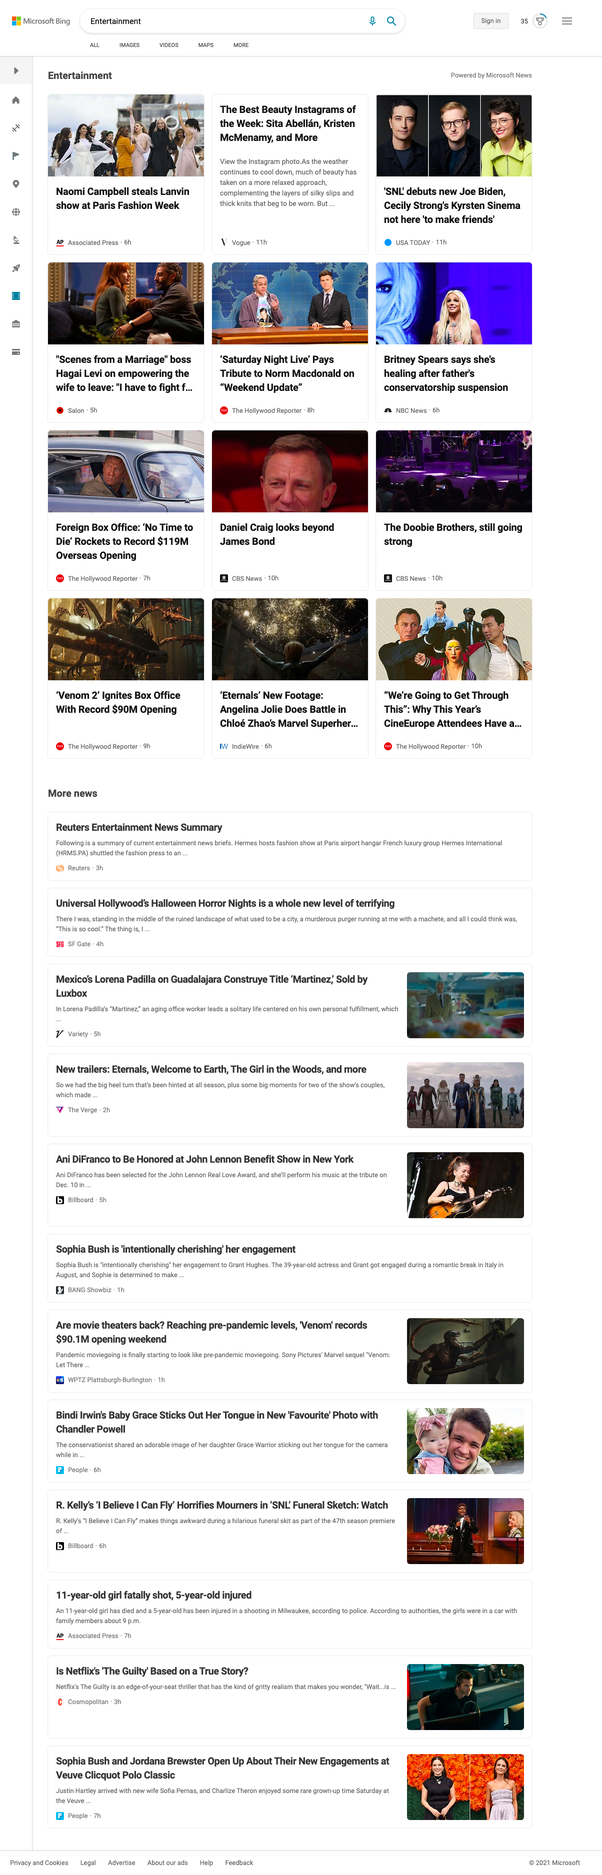 Microsoft Bing
Entertainment
Sign in
35
ALL IMAGES VIDEOS MAPS MORE
Entertainment
Powered by Microsoft News
Naomi Campbell steals Lanvin
show at Paris Fashion Week
AP Associated Press · 6h
The Best Beauty Instagrams of
the Week: Sita Abellán, Kristen
McMenamy, and More
View the Instagram photo.As the weather
continues to cool down, much of beauty has
taken on a more relaxed approach,
complementing the layers of silky slips and
thick knits that beg to be worn. But ...
Vogue · 11h
'SNL' debuts new Joe Biden,
Cecily Strong's Kyrsten Sinema
not here 'to make friends'
USA TODAY · 11h
"Scenes from a Marriage" boss
Hagai Levi on empowering the
wife to leave: "I have to fight f...
Salon · 5h
‘Saturday Night Live’ Pays
Tribute to Norm Macdonald on
“Weekend Update”
The Hollywood Reporter · 8h
Britney Spears says she's
healing after father's
conservatorship suspension
NBC News · 6h
Foreign Box Office: ‘No Time to
Die’ Rockets to Record $119M
Overseas Opening
The Hollywood Reporter · 7h
Daniel Craig looks beyond
James Bond
CBS News · 10h
The Doobie Brothers, still going
strong
CBS News · 10h
‘Venom 2’ Ignites Box Office
With Record $90M Opening
The Hollywood Reporter · 9h
‘Eternals’ New Footage:
Angelina Jolie Does Battle in
Chloé Zhao’s Marvel Superher...
IndieWire · 6h
“We’re Going to Get Through
This”: Why This Year’s
CineEurope Attendees Have a...
The Hollywood Reporter · 10h
More news
Reuters Entertainment News Summary
Following is a summary of current entertainment news briefs. Hermes hosts fashion show at Paris airport hangar French luxury group Hermes International
(HRMS.PA) shuttled the fashion press to an ...
Reuters · 3h
Universal Hollywood's Halloween Horror Nights is a whole new level of terrifying
There I was, standing in the middle of the ruined landscape of what used to be a city, a murderous purger running at me with a machete, and all I could think was,
“This is so cool.” The thing is, I ...
SF Gate · 4h
Mexico’s Lorena Padilla on Guadalajara Construye Title ‘Martinez,’ Sold by
Luxbox
In Lorena Padilla’s “Martinez,” an aging office worker leads a solitary life centered on his own personal fulfillment, which
...
Variety · 5h
New trailers: Eternals, Welcome to Earth, The Girl in the Woods, and more
So we had the big heel turn that's been hinted at all season, plus some big moments for two of the show's couples,
which made ...
The Verge · 2h
Ani DiFranco to Be Honored at John Lennon Benefit Show in New York
Ani DiFranco has been selected for the John Lennon Real Love Award, and she'll perform his music at the tribute on
Dec. 10 in ...
Billboard · 5h
Sophia Bush is 'intentionally cherishing' her engagement
Sophia Bush is "intentionally cherishing" her engagement to Grant Hughes. The 39-year-old actress and Grant got engaged during a romantic break in Italy in
August, and Sophie is determined to make ...
BANG Showbiz · 1h
Are movie theaters back? Reaching pre-pandemic levels, 'Venom' records
$90.1M opening weekend
Pandemic moviegoing is finally starting to look like pre-pandemic moviegoing. Sony Pictures' Marvel sequel "Venom:
Let There ...
WPTZ Plattsburgh-Burlington · 1h
Bindi Irwin's Baby Grace Sticks Out Her Tongue in New 'Favourite' Photo with
Chandler Powell
The conservationist shared an adorable image of her daughter Grace Warrior sticking out her tongue for the camera
while in ...
People · 6h
R. Kelly’s ‘I Believe I Can Fly’ Horrifies Mourners in ‘SNL’ Funeral Sketch: Watch
R. Kelly's "I Believe I Can Fly" makes things awkward during a hilarious funeral skit as part of the 47th season premiere
of ...
Billboard · 6h
11-year-old girl fatally shot, 5-year-old injured
An 11-year-old girl has died and a 5-year-old has been injured in a shooting in Milwaukee, according to police. According to authorities, the girls were in a car with
family members about 9 p.m.
AP Associated Press · 7h
Is Netflix's 'The Guilty' Based on a True Story?
Netflix's The Guilty is an edge-of-your-seat thriller that has the kind of gritty realism that makes you wonder, "Wait...is ...
Cosmopolitan · 3h
Sophia Bush and Jordana Brewster Open Up About Their New Engagements at
Veuve Clicquot Polo Classic
Justin Hartley arrived with new wife Sofia Pernas, and Charlize Theron enjoyed some rare grown-up time Saturday at
the Veuve ...
People · 7h
Privacy and Cookies Legal Advertise About our ads Help Feedback © 2021 Microsoft